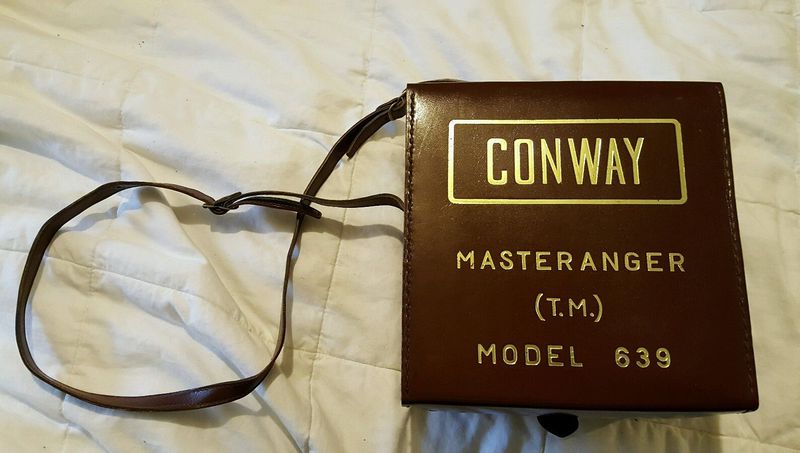 CONWAY
MASTERANGER
(T.M.)
MODEL 639